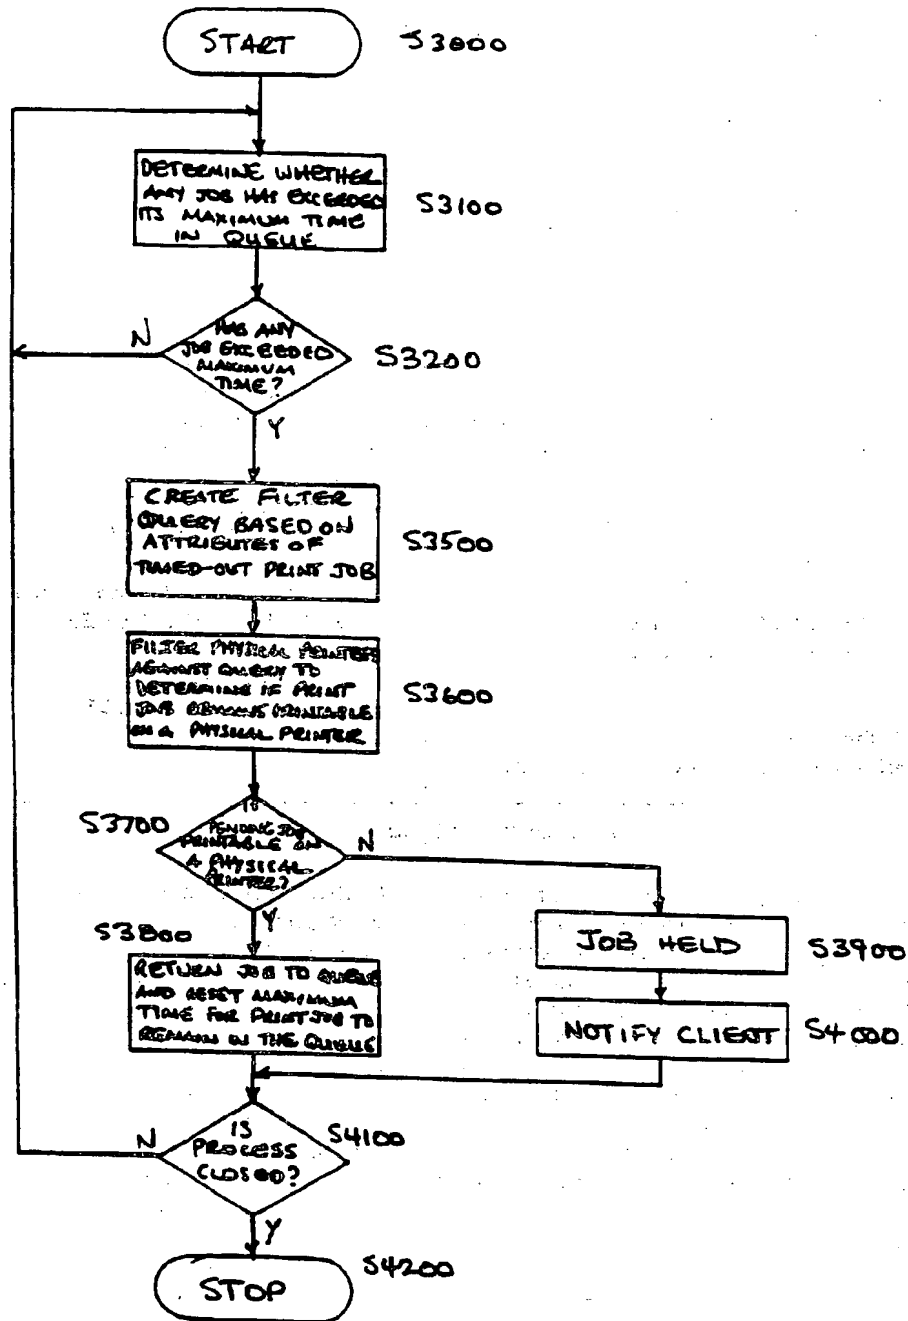 START
S3000
DETERMINE WHETHER
ANY JOB HAS EXCEEDED
ITS MAXIMUM TIME
IN QUEUE
S3100
HAS ANY
JOB EXCEEDED
MAXIMUM
TIME?
N
S3200
Y
CREATE FILTER
QUERY BASED ON
ATTRIBUTES OF
TIMED-OUT PRINT JOB
S3500
FILTER PHYSICAL PRINTERS
AGAINST QUERY TO
DETERMINE IF PRINT
JOB REMAINS PRINTABLE
ON A PHYSICAL PRINTER
S3600
S3700
IS
PENDING JOB
PRINTABLE ON
A PHYSICAL
PRINTER?
N
Y
S3800
RETURN JOB TO QUEUE
AND RESET MAXIMUM
TIME FOR PRINT JOB TO
REMAIN IN THE QUEUE
JOB HELD
S3900
NOTIFY CLIENT
S4000
IS
PROCESS
CLOSED?
N
S4100
Y
STOP
S4200